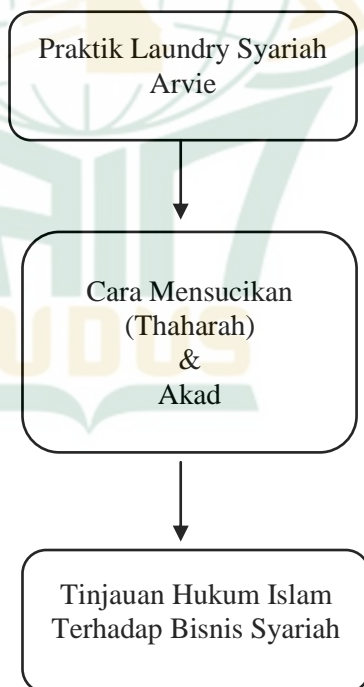 Praktik Laundry Syariah
Arvie
Cara Mensucikan
(Thaharah)
&
Akad
Tinjauan Hukum Islam
Terhadap Bisnis Syariah